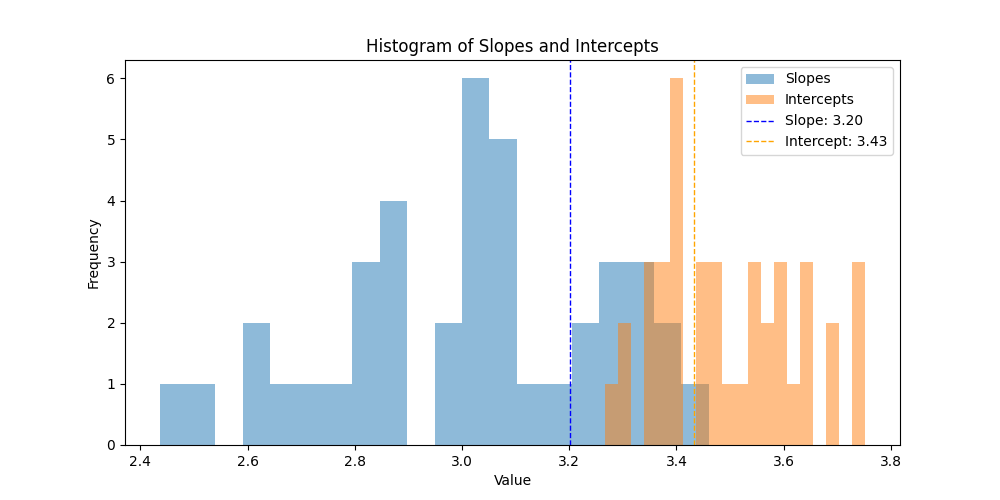 Histogram of Slopes and Intercepts
Slopes
Intercepts
Slope: 3.20
Intercept: 3.43
6
5
4
3
2
1
0
Frequency
2.4 2.6 2.8 3.0 3.2 3.4 3.6 3.8
Value